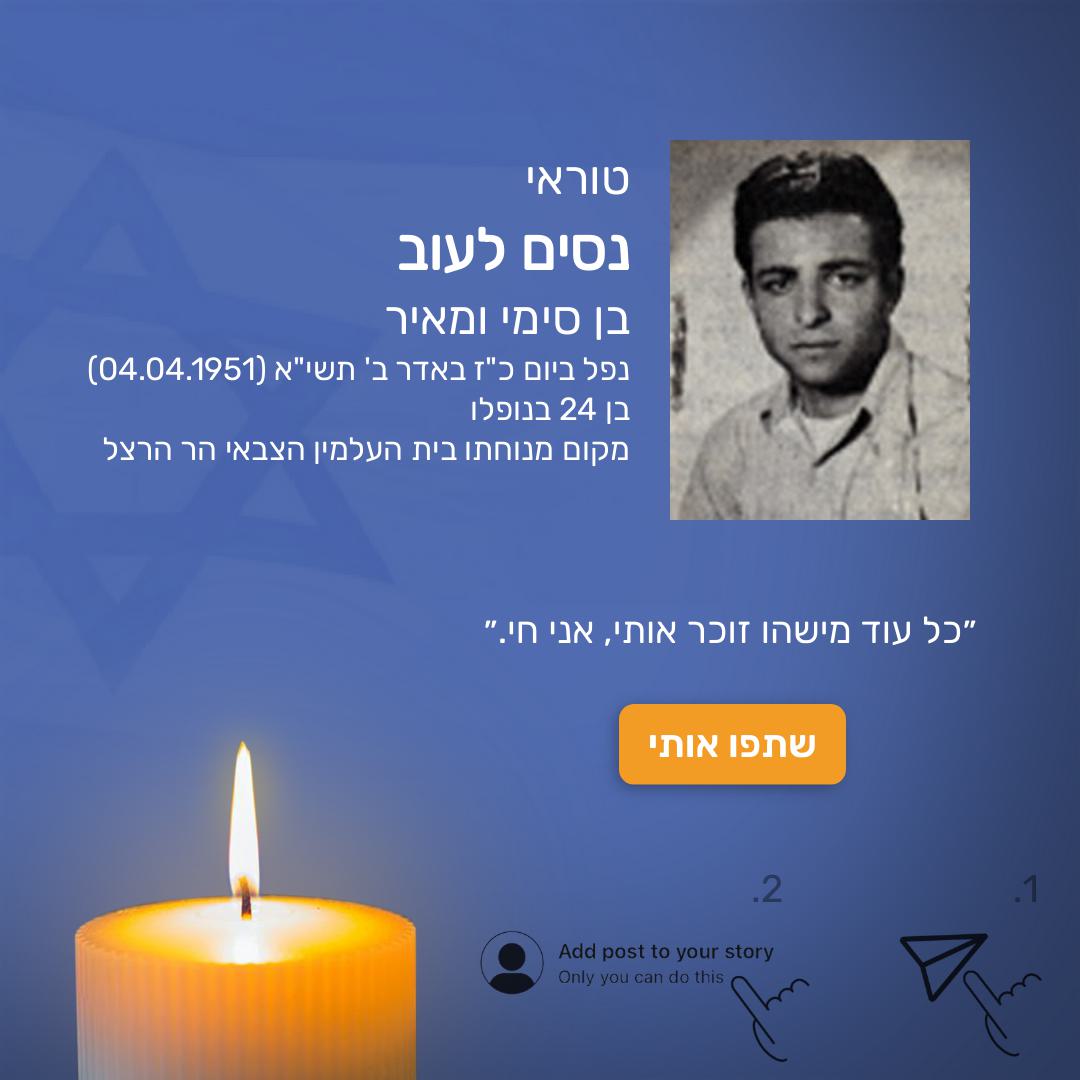 טוראי
נסים לעוב
בן סימי ומאיר
נפל ביום כ"ז באדר ב' תשי"א (04.04.1951)
בן 24 בנופלו
מקום מנוחתו בית העלמין הצבאי הר הרצל
״כל עוד מישהו זוכר אותי, אני חי.״
שתפו אותי
.1
.2
Add post to your story
Only you can do this